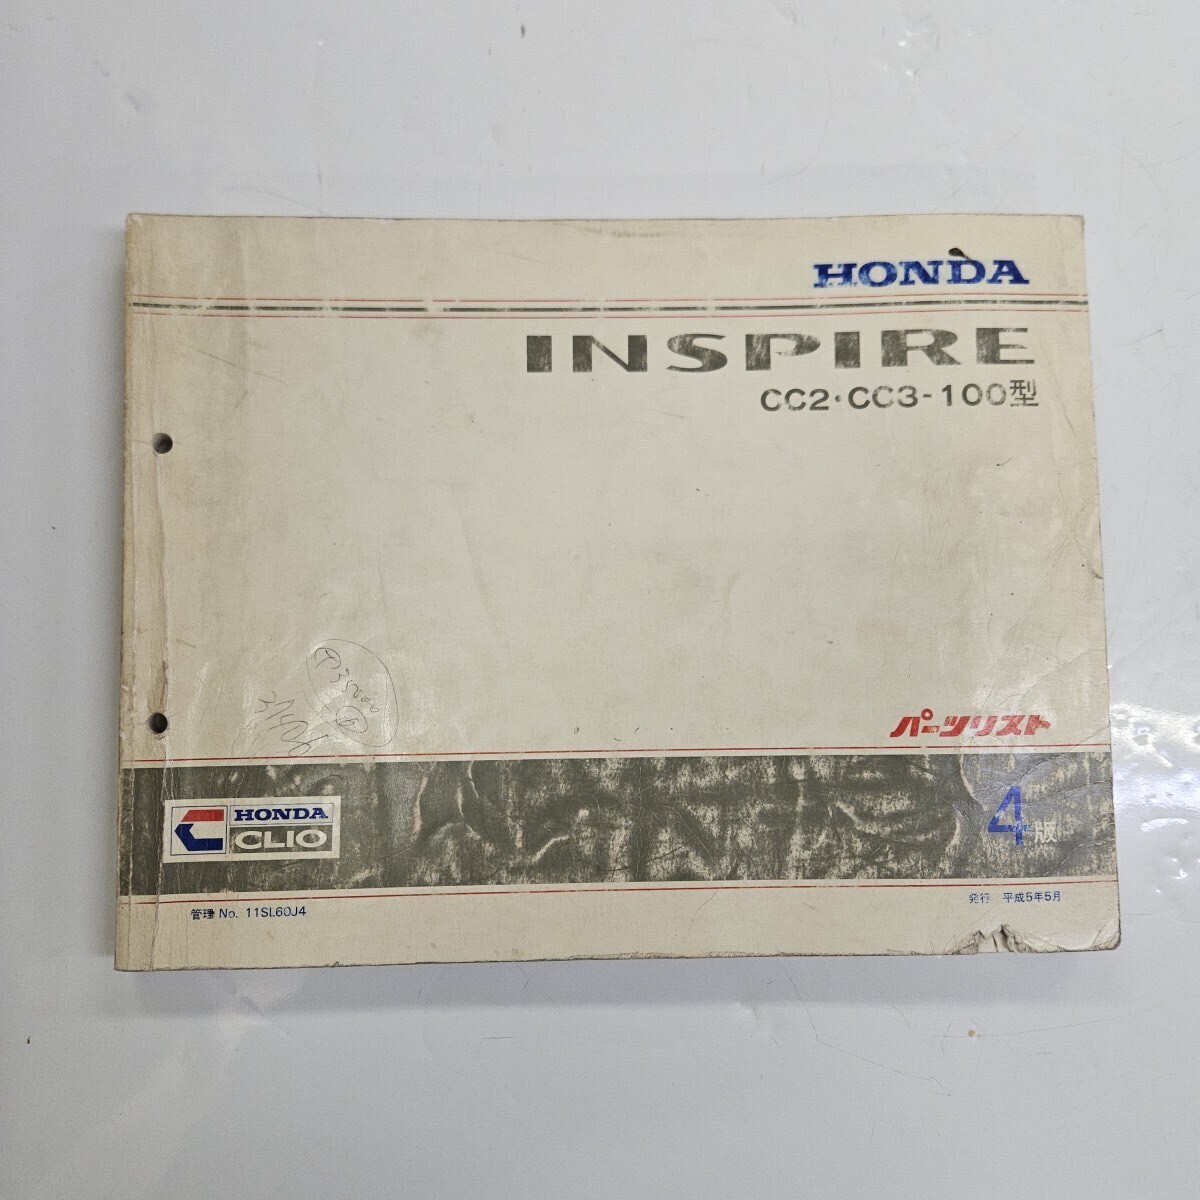 HONDA
INSPIRE
CC2・CC3-100型
パーツリスト
4版
HONDA
CLIO
管理 No. 11SL60J4
発行 平成5年5月